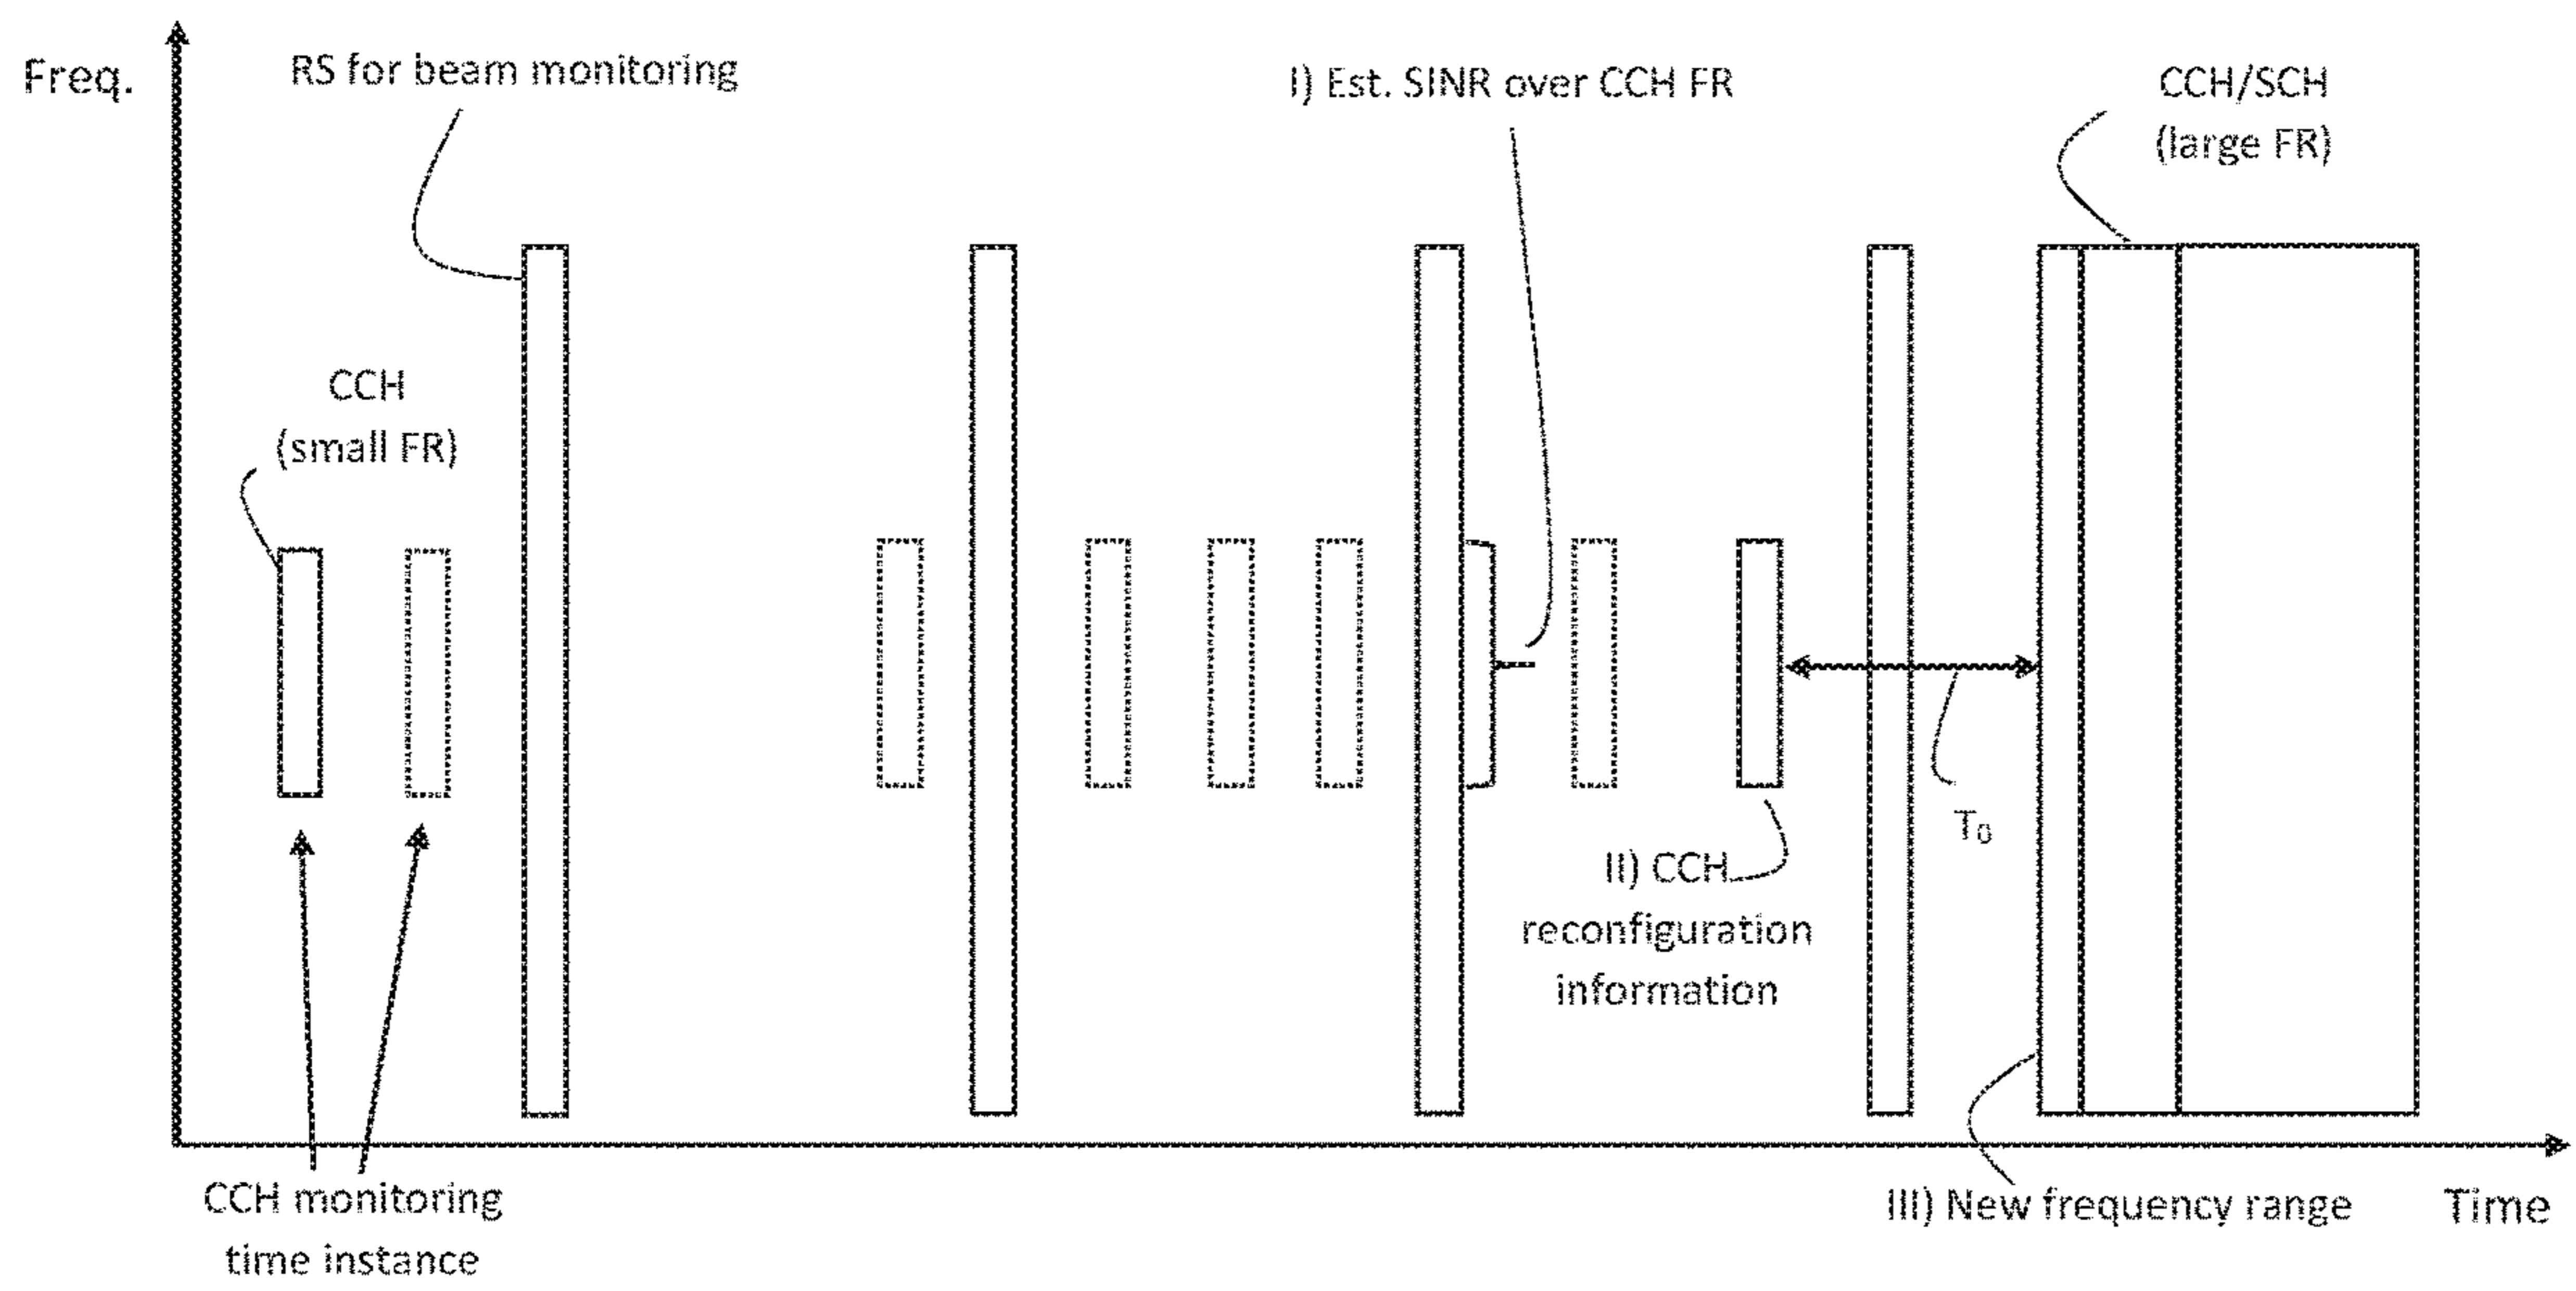 Freq.
RS for beam monitoring
I) Est. SINR over CCH FR
CCH/SCH
(large FR)
CCH
(small FR)
T0
II) CCH
reconfiguration
information
CCH monitoring
time instance
III) New frequency range
Time